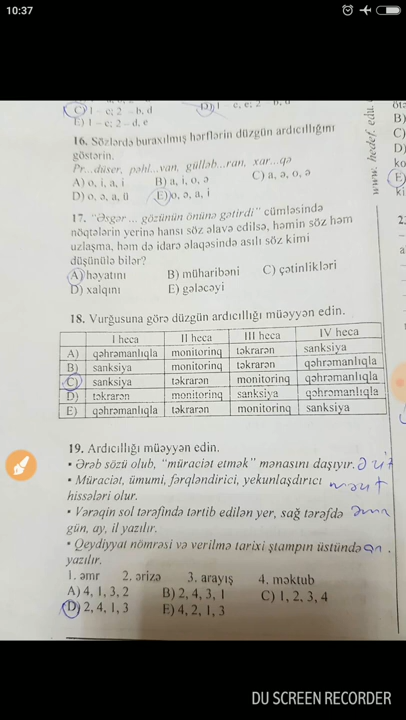 10:37
C) 1 – c; 2 – b, d
E) 1 – c; 2 – d, e
16. Sözlərdə buraxılmış hərflərin düzgün ardıcıllığını
göstərin.
Pr...düser, pəhl...van, gülləb...ran, xar...qə
A) o, i, a, i B) a, i, o, ə C) a, ə, o, ə
D) o, ə, a, ü E) o, ə, a, i
17. "Əsgər ... gözünün önünə gətirdi" cümləsində
nöqtələrin yerinə hansı söz əlavə edilsə, həmin söz həm
uzlaşma, həm də idarə əlaqəsində asılı söz kimi
düşünülə bilər?
A) həyatını B) müharibəni C) çətinlikləri
D) xalqını E) gələcəyi
18. Vurğusuna görə düzgün ardıcıllığı müəyyən edin.
I heca II heca III heca IV heca
A) qəhrəmanlıqla monitorinq təkrarən sanksiya
B) sanksiya monitorinq təkrarən qəhrəmanlıqla
C) sanksiya təkrarən monitorinq qəhrəmanlıqla
D) təkrarən monitorinq sanksiya qəhrəmanlıqla
E) qəhrəmanlıqla təkrarən monitorinq sanksiya
19. Ardıcıllığı müəyyən edin.
• Ərəb sözü olub, "müraciət etmək" mənasını daşıyır.
• Müraciət, ümumi, fərqləndirici, yekunlaşdırıcı
hissələri olur.
• Vərəqin sol tərəfində tərtib edilən yer, sağ tərəfdə
gün, ay, il yazılır.
• Qeydiyyat nömrəsi və verilmə tarixi ştampın üstündə
yazılır.
1. əmr 2. ərizə 3. arayış 4. məktub
A) 4, 1, 3, 2 B) 2, 4, 3, 1 C) 1, 2, 3, 4
D) 2, 4, 1, 3 E) 4, 2, 1, 3
www. hedef. edu.
B)
C)
D)
E)
DU SCREEN RECORDER